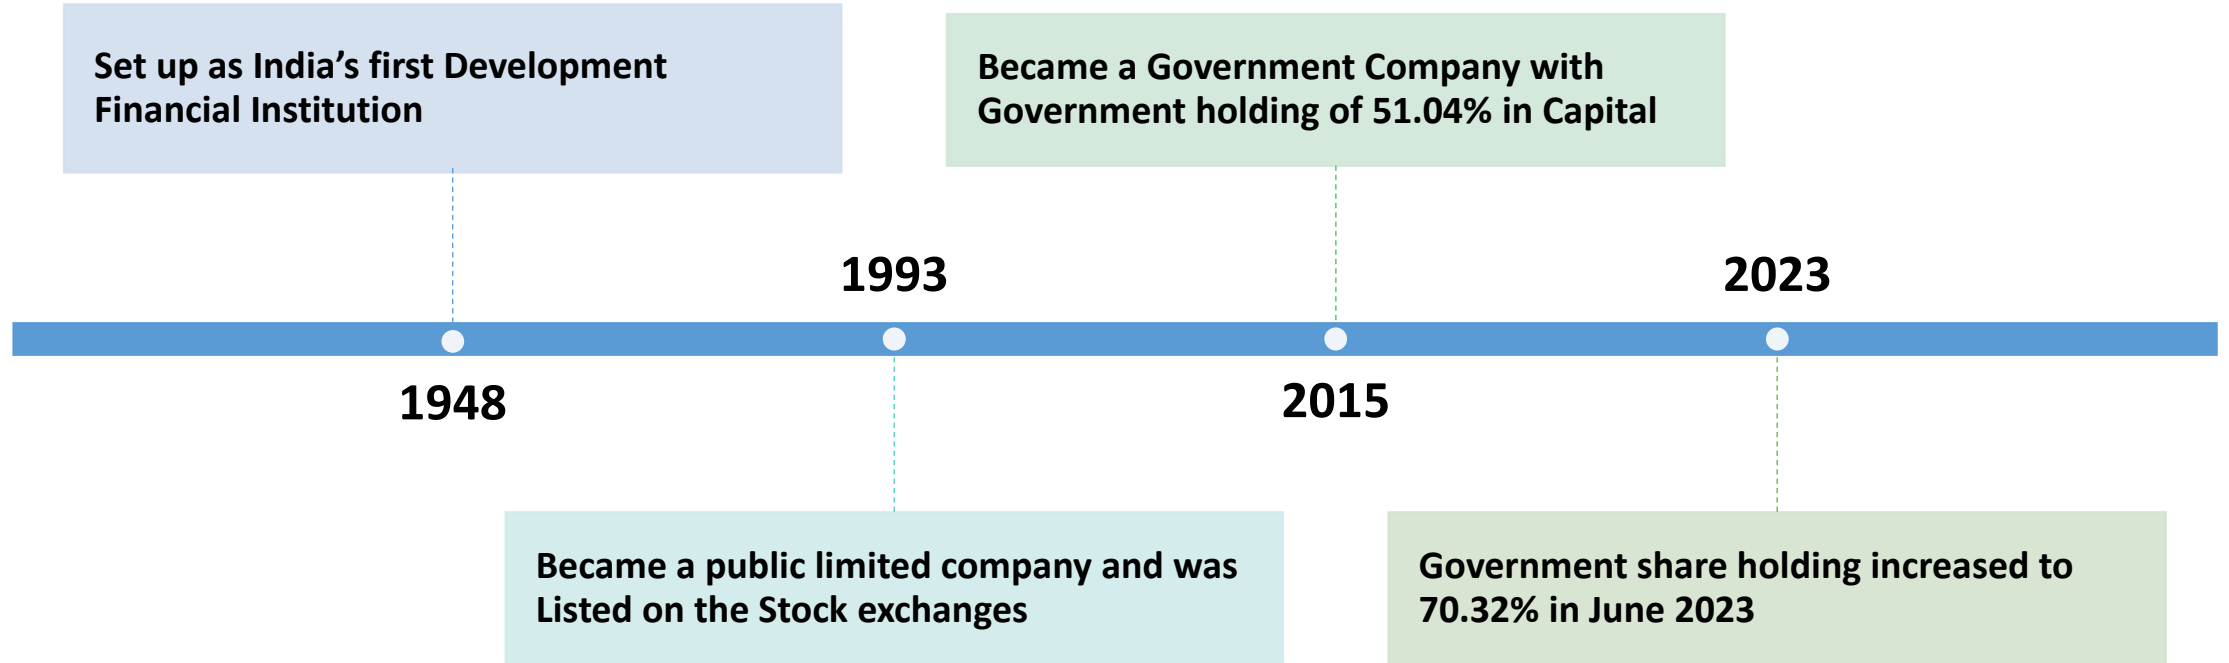 Set up as India’s first Development
Financial Institution
Became a Government Company with
Government holding of 51.04% in Capital
1993
2023
1948
2015
Became a public limited company and was
Listed on the Stock exchanges
Government share holding increased to
70.32% in June 2023